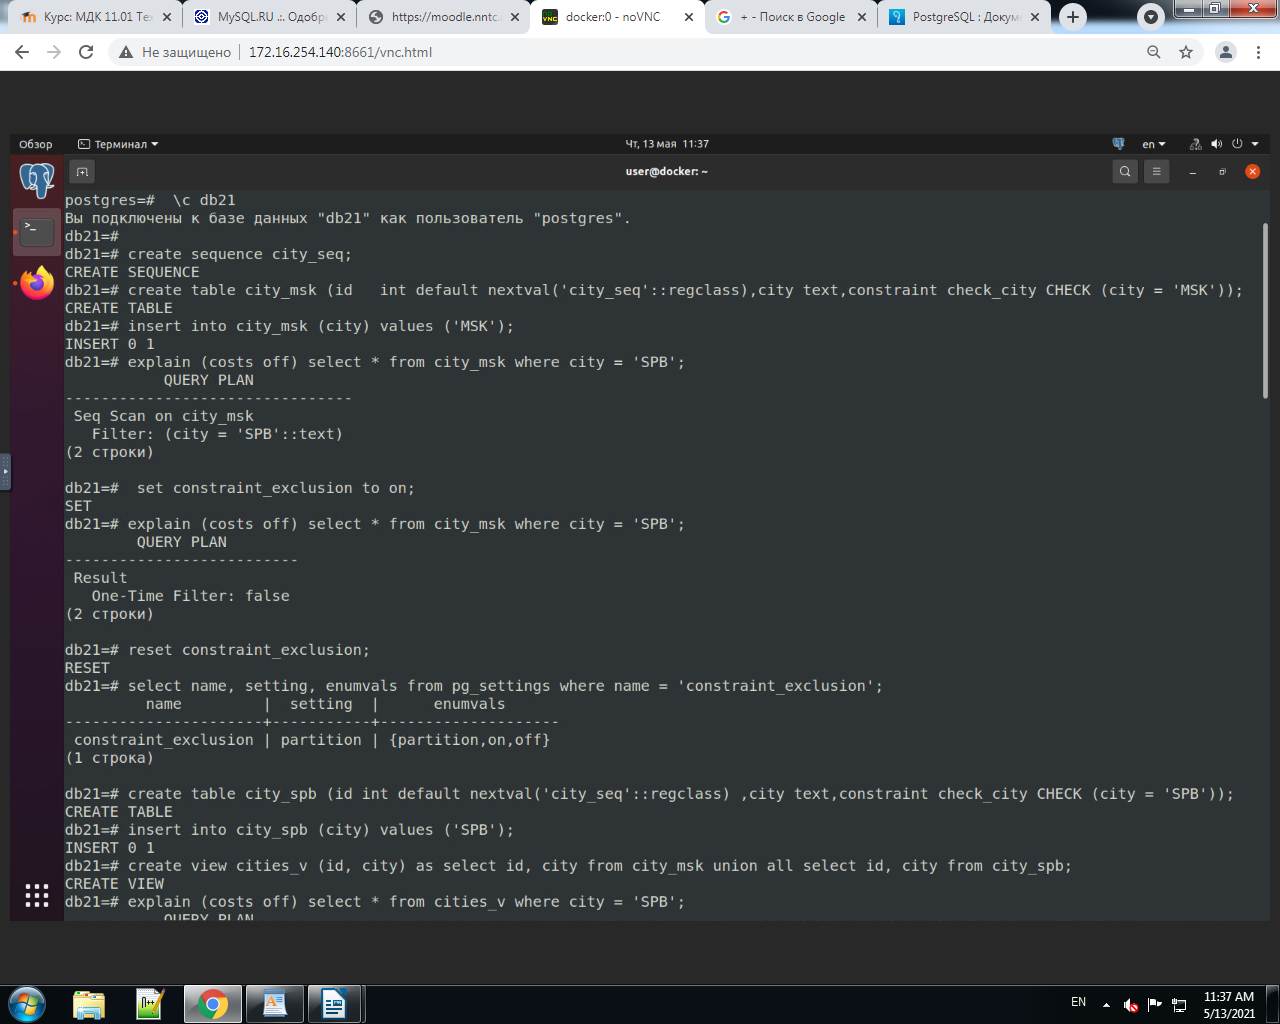 Курс: МДК 11.01 Те
MySQL.RU .:. Одобр
https://moodle.nntc.
docker:0 - noVNC
+ - Поиск в Google
PostgreSQL : Докум
Не защищено
172.16.254.140:8661/vnc.html
Обзор
Терминал
Чт, 13 мая 11:37
en
user@docker: ~
postgres=#  \c db21
Вы подключены к базе данных "db21" как пользователь "postgres".
db21=#
db21=# create sequence city_seq;
CREATE SEQUENCE
db21=# create table city_msk (id   int default nextval('city_seq'::regclass),city text,constraint check_city CHECK (city = 'MSK'));
CREATE TABLE
db21=# insert into city_msk (city) values ('MSK');
INSERT 0 1
db21=# explain (costs off) select * from city_msk where city = 'SPB';
           QUERY PLAN
--------------------------------
 Seq Scan on city_msk
   Filter: (city = 'SPB'::text)
(2 строки)
db21=#  set constraint_exclusion to on;
SET
db21=# explain (costs off) select * from city_msk where city = 'SPB';
        QUERY PLAN
--------------------------
 Result
   One-Time Filter: false
(2 строки)
db21=# reset constraint_exclusion;
RESET
db21=# select name, setting, enumvals from pg_settings where name = 'constraint_exclusion';
         name         |  setting  |      enumvals
----------------------+-----------+--------------------
 constraint_exclusion | partition | {partition,on,off}
(1 строка)
db21=# create table city_spb (id int default nextval('city_seq'::regclass) ,city text,constraint check_city CHECK (city = 'SPB'));
CREATE TABLE
db21=# insert into city_spb (city) values ('SPB');
INSERT 0 1
db21=# create view cities_v (id, city) as select id, city from city_msk union all select id, city from city_spb;
CREATE VIEW
db21=# explain (costs off) select * from cities_v where city = 'SPB';
           QUERY PLAN
EN
11:37 AM
5/13/2021